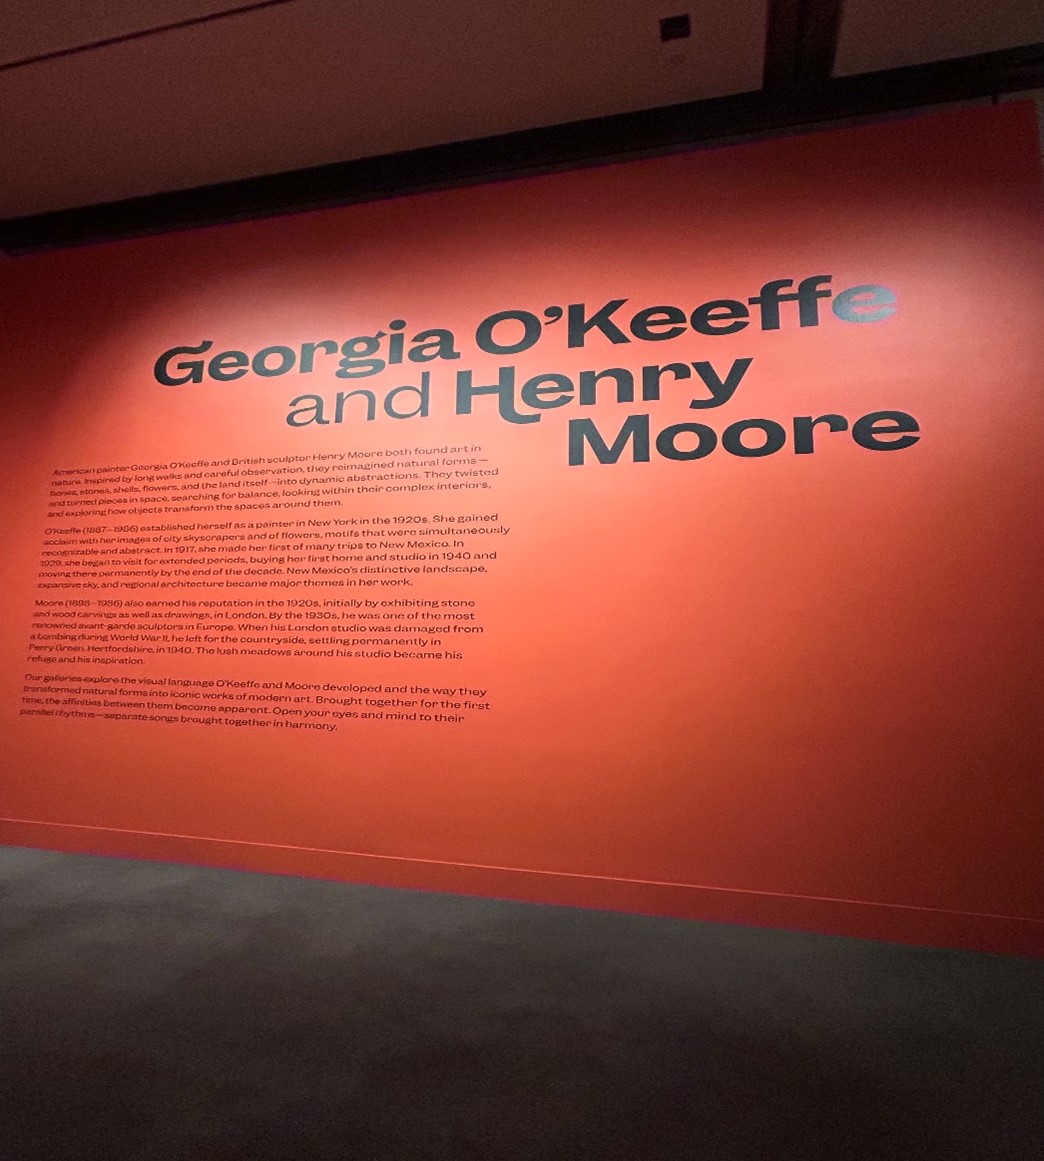 Georgia O’Keeffe
and Henry
Moore
American painter Georgia O’Keeffe and British sculptor Henry Moore both found art in
nature. Inspired by long walks and careful observation, they reimagined natural forms—
bones, stones, shells, flowers, and the land itself—into dynamic abstractions. They twisted
and turned pieces in space, searching for balance, looking within their complex interiors,
and exploring how objects transform the spaces around them.
O’Keeffe (1887–1986) established herself as a painter in New York in the 1920s. She gained
acclaim with her images of city skyscrapers and of flowers, motifs that were simultaneously
recognizable and abstract. In 1917, she made her first of many trips to New Mexico. In
1929, she began to visit for extended periods, buying her first home and studio in 1940 and
moving there permanently by the end of the decade. New Mexico’s distinctive landscape,
expansive sky, and regional architecture became major themes in her work.
Moore (1898–1986) also earned his reputation in the 1920s, initially by exhibiting stone
and wood carvings as well as drawings, in London. By the 1930s, he was one of the most
renowned avant-garde sculptors in Europe. When his London studio was damaged from
a bombing during World War II, he left for the countryside, settling permanently in
Perry Green, Hertfordshire, in 1940. The lush meadows around his studio became his
refuge and his inspiration.
Our galleries explore the visual language O’Keeffe and Moore developed and the way they
transformed natural forms into iconic works of modern art. Brought together for the first
time, the affinities between them become apparent. Open your eyes and mind to their
parallel rhythms—separate songs brought together in harmony.